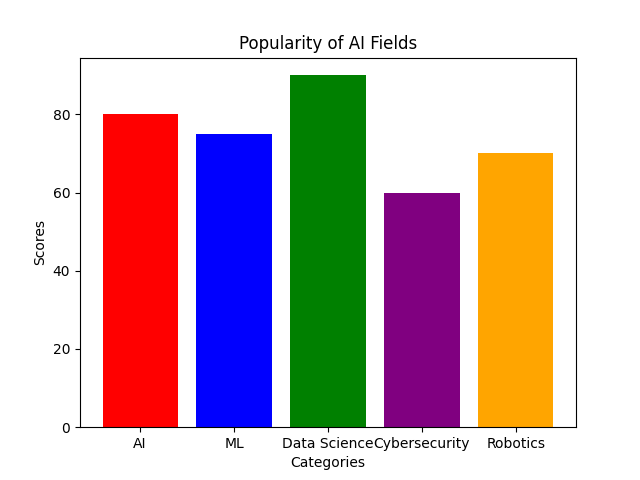 Popularity of AI Fields
Scores
80
60
40
20
0
AI ML Data Science Cybersecurity Robotics
Categories